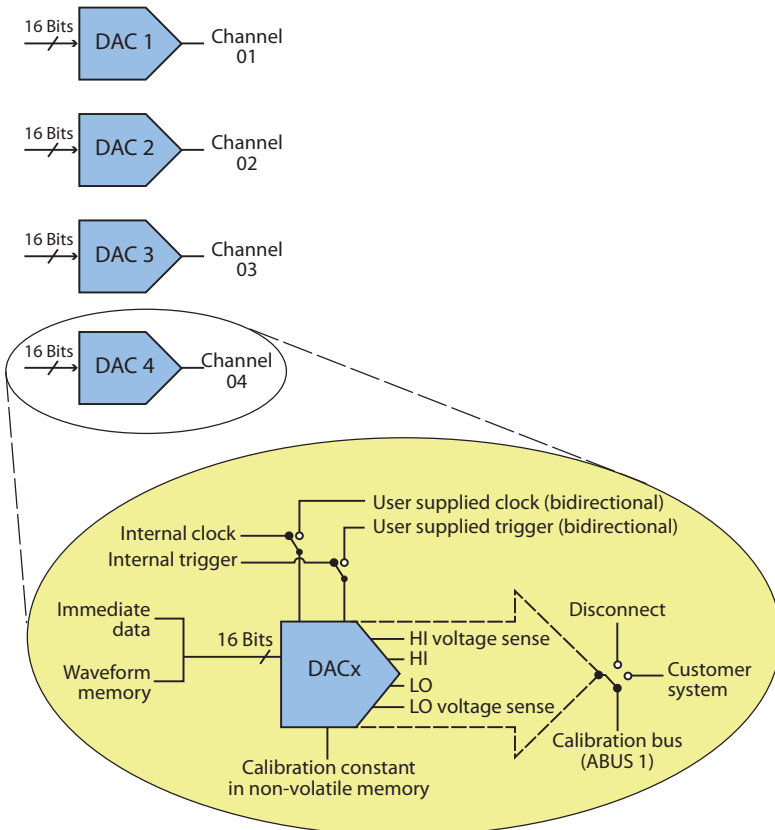 16 Bits
DAC 1
Channel
01
16 Bits
DAC 2
Channel
02
16 Bits
DAC 3
Channel
03
16 Bits
DAC 4
Channel
04
User supplied clock (bidirectional)
Internal clock
User supplied trigger (bidirectional)
Internal trigger
Immediate
data
Waveform
memory
16 Bits
DACx
HI voltage sense
HI
LO
LO voltage sense
Disconnect
Customer
system
Calibration bus
(ABUS 1)
Calibration constant
in non-volatile memory